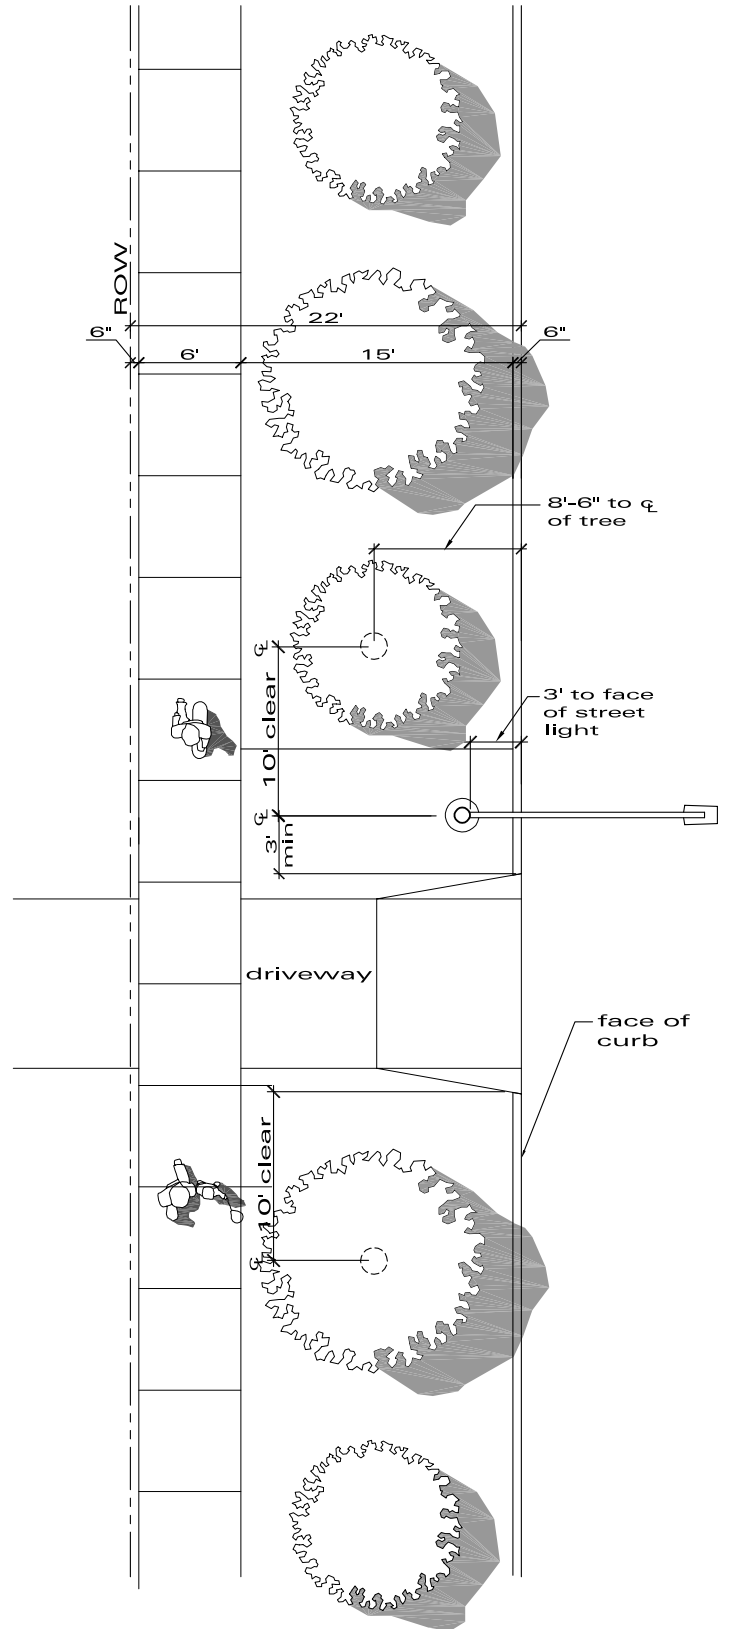 ROW
22'
6"
6"
6'
15'
8'-6" to ℄
of tree
℄
10' clear
3' to face
of street
light
℄
3'
min
driveway
face of
curb
10' clear
℄